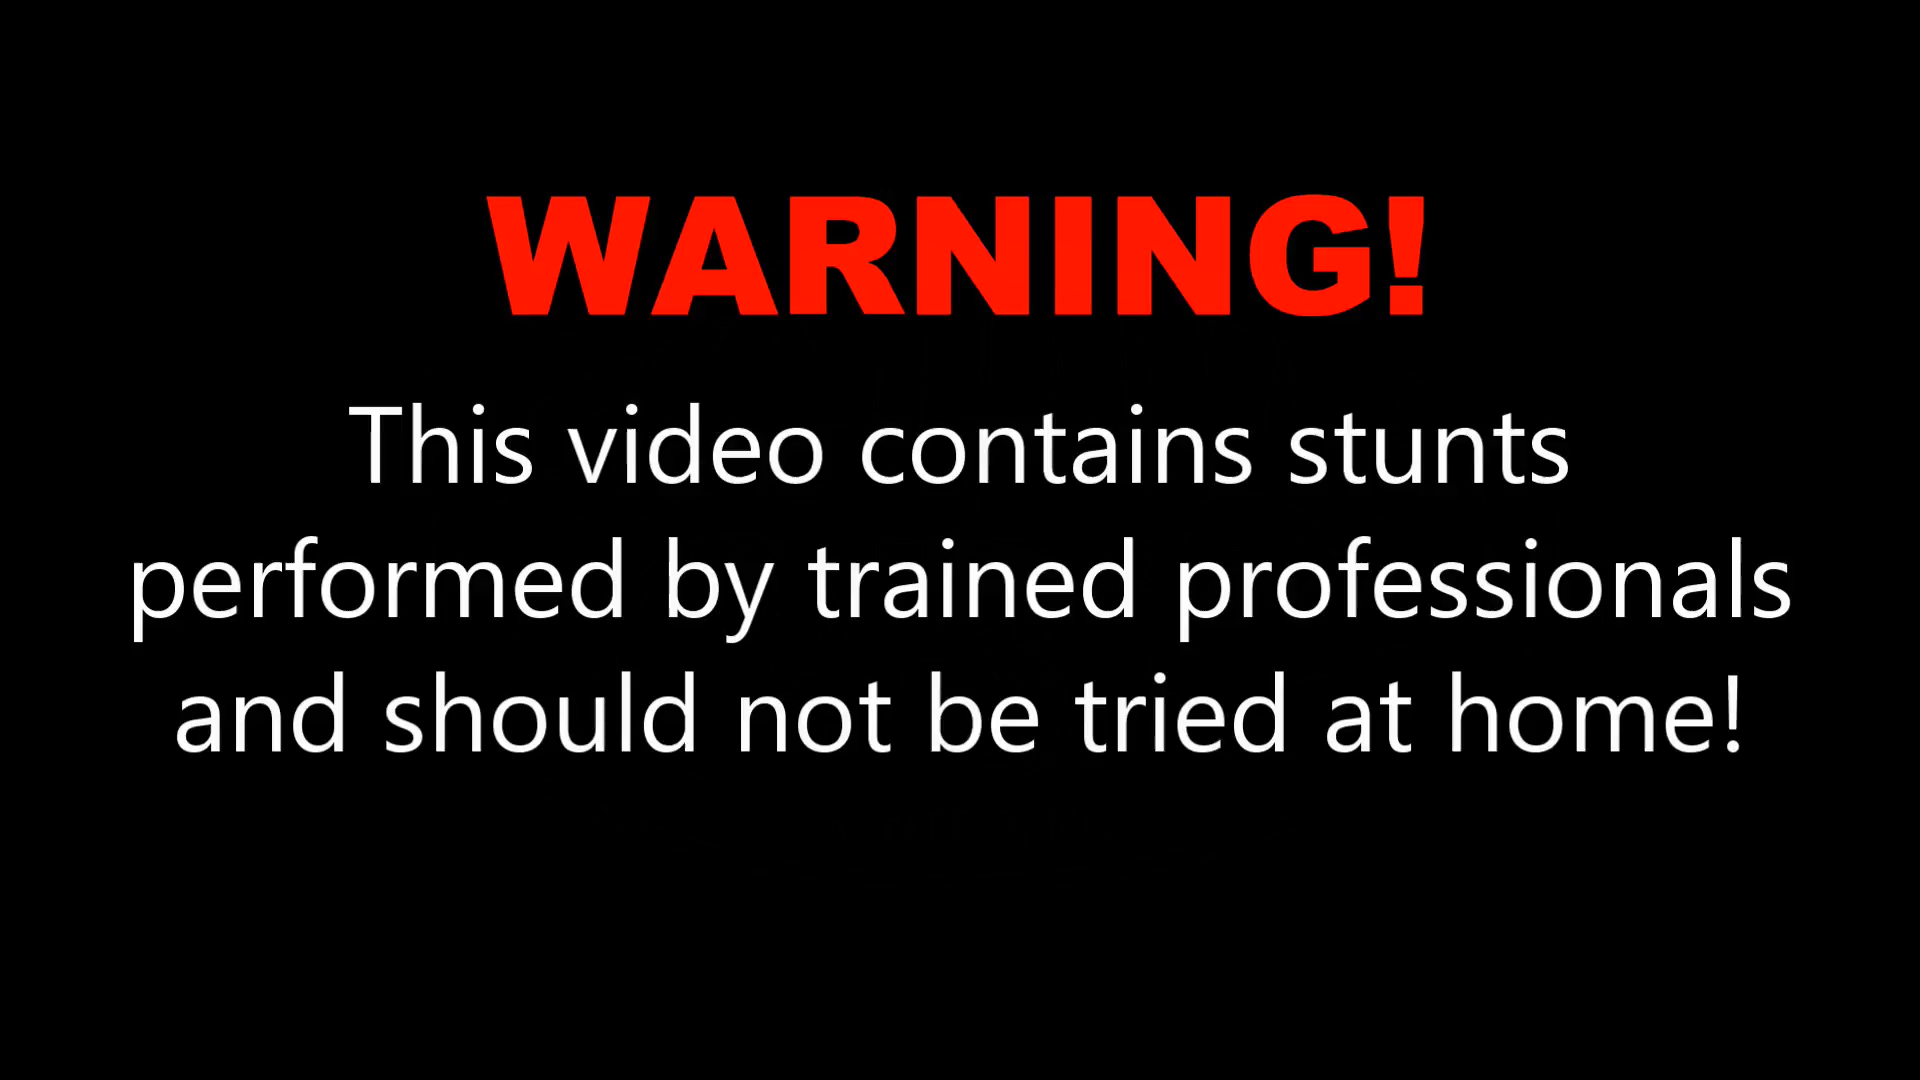 WARNING!
This video contains stunts
performed by trained professionals
and should not be tried at home!